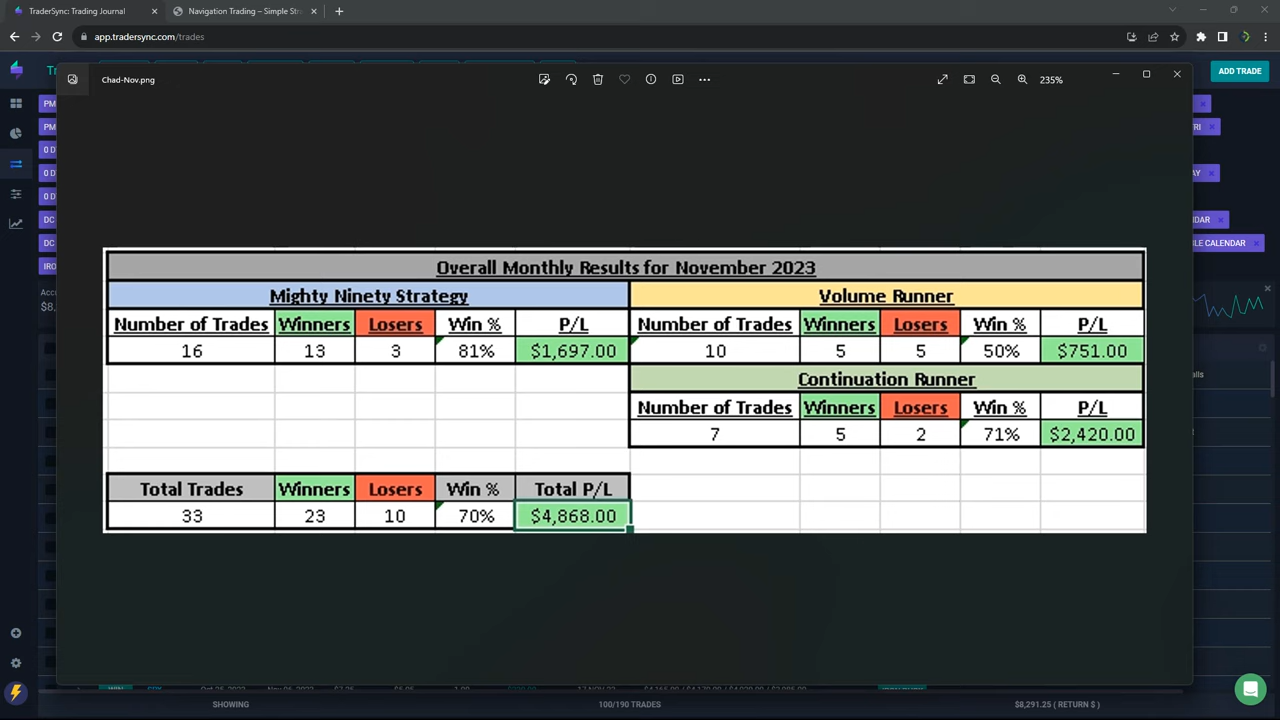 TraderSync: Trading Journal
Navigation Trading – Simple Stra
app.tradersync.com/trades
Chad-Nov.png
235%
ADD TRADE
Overall Monthly Results for November 2023
Mighty Ninety Strategy Volume Runner
Number of Trades Winners Losers Win % P/L Number of Trades Winners Losers Win % P/L
16 13 3 81% $1,697.00 10 5 5 50% $751.00
Continuation Runner
Number of Trades Winners Losers Win % P/L
7 5 2 71% $2,420.00
Total Trades Winners Losers Win % Total P/L
33 23 10 70% $4,868.00
SHOWING 100/190 TRADES $8,291.25 ( RETURN $ )